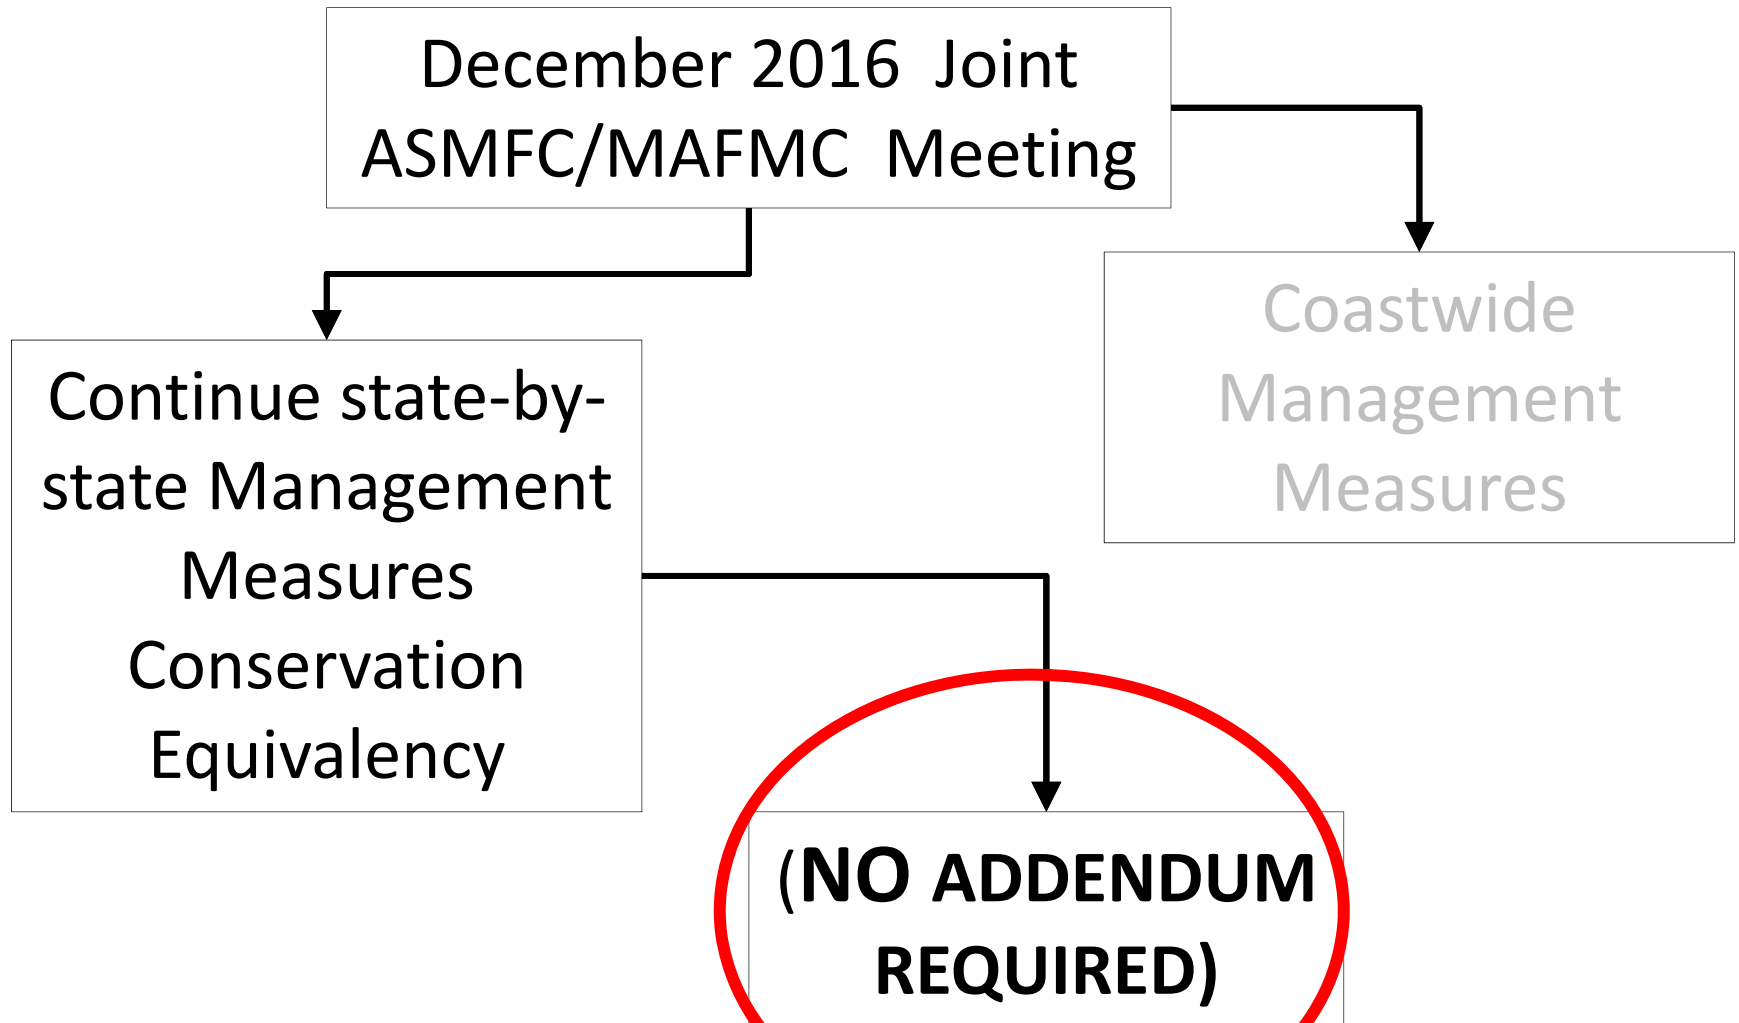 December 2016 Joint
ASMFC/MAFMC Meeting
Coastwide
Management
Measures
Continue state-by-
state Management
Measures
Conservation
Equivalency
(NO ADDENDUM
REQUIRED)